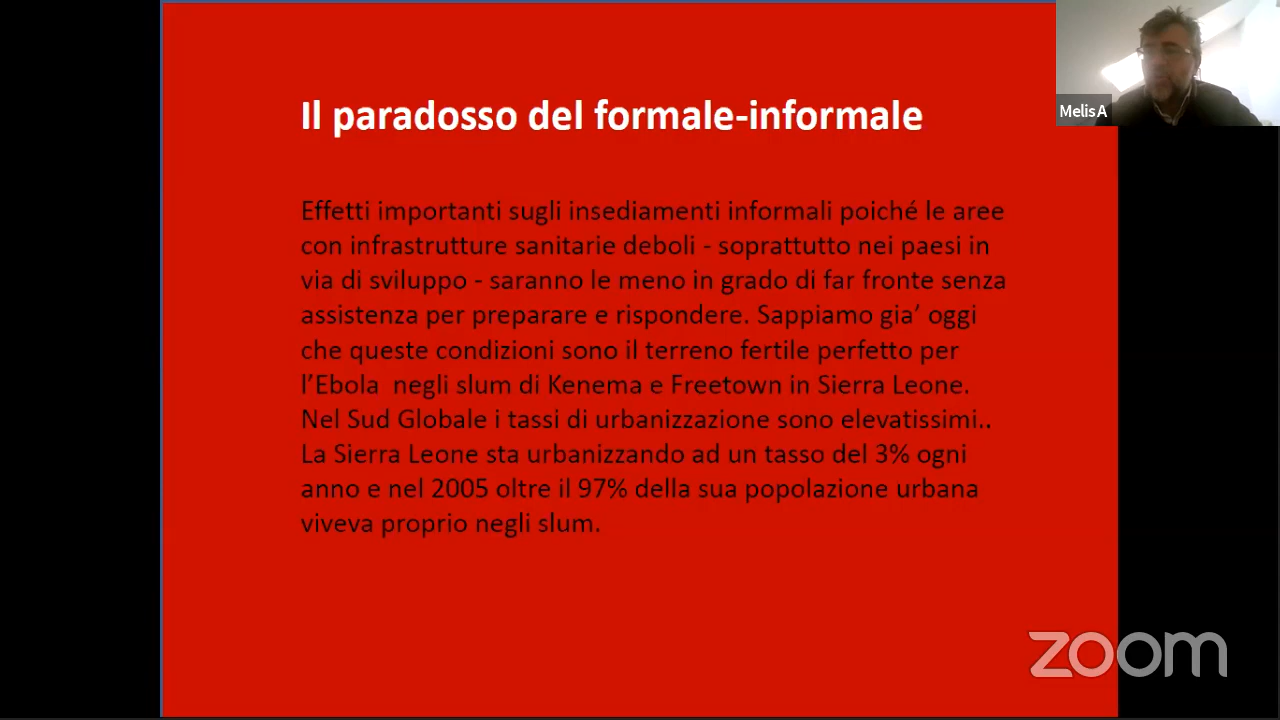 Il paradosso del formale-informale
MelisA
Effetti importanti sugli insediamenti informali poiché le aree
con infrastrutture sanitarie deboli - soprattutto nei paesi in
via di sviluppo - saranno le meno in grado di far fronte senza
assistenza per preparare e rispondere. Sappiamo gia’ oggi
che queste condizioni sono il terreno fertile perfetto per
l’Ebola  negli slum di Kenema e Freetown in Sierra Leone.
Nel Sud Globale i tassi di urbanizzazione sono elevatissimi..
La Sierra Leone sta urbanizzando ad un tasso del 3% ogni
anno e nel 2005 oltre il 97% della sua popolazione urbana
viveva proprio negli slum.
zoom